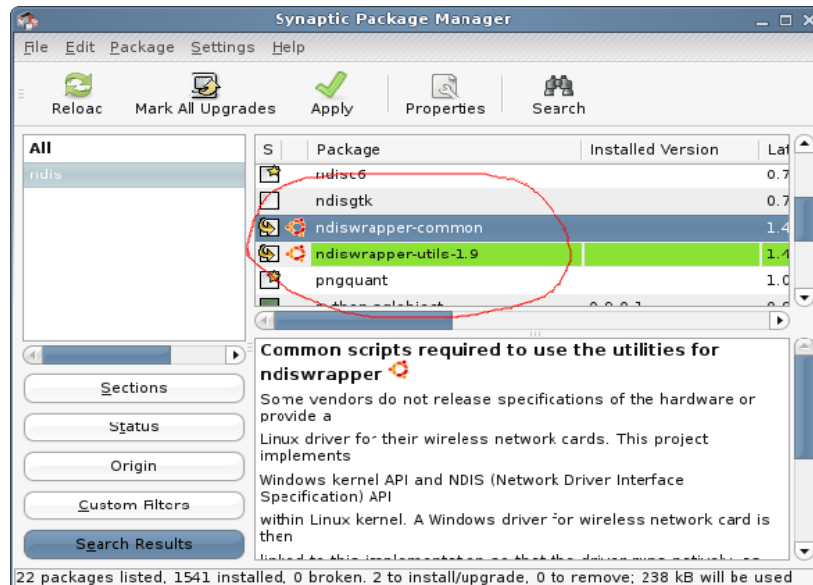 Synaptic Package Manager
File Edit Package Settings Help
Reload Mark All Upgrades Apply Properties Search
All
ndis
S Package Installed Version Lat
ndisc6 0.7
ndisgtk 0.7
ndiswrapper-common 1.4
ndiswrapper-utils-1.9 1.4
pngquant 1.0
Common scripts required to use the utilities for
ndiswrapper
Some vendors do not release specifications of the hardware or
provide a
Linux driver for their wireless network cards. This project
implements
Windows kernel API and NDIS (Network Driver Interface
Specification) API
within Linux kernel. A Windows driver for wireless network card is
then
Sections
Status
Origin
Custom Filters
Search Results
22 packages listed, 1541 installed, 0 broken. 2 to install/upgrade, 0 to remove; 238 kB will be used